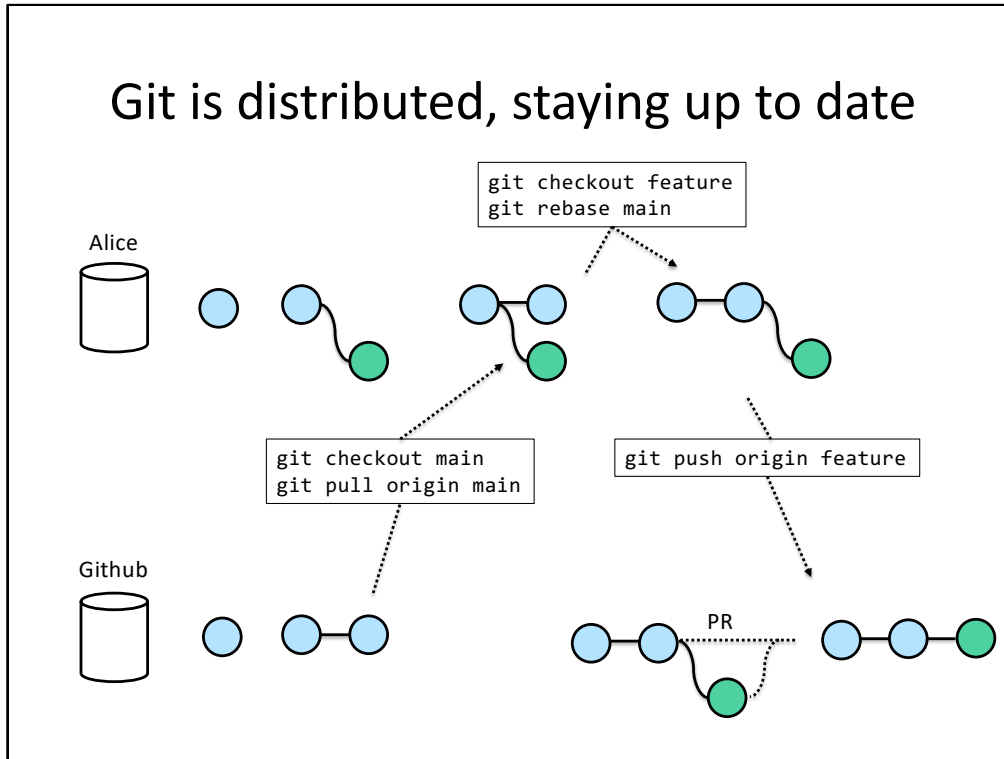 Git is distributed, staying up to date
git checkout feature
git rebase main
Alice
git checkout main
git pull origin main
git push origin feature
Github
PR